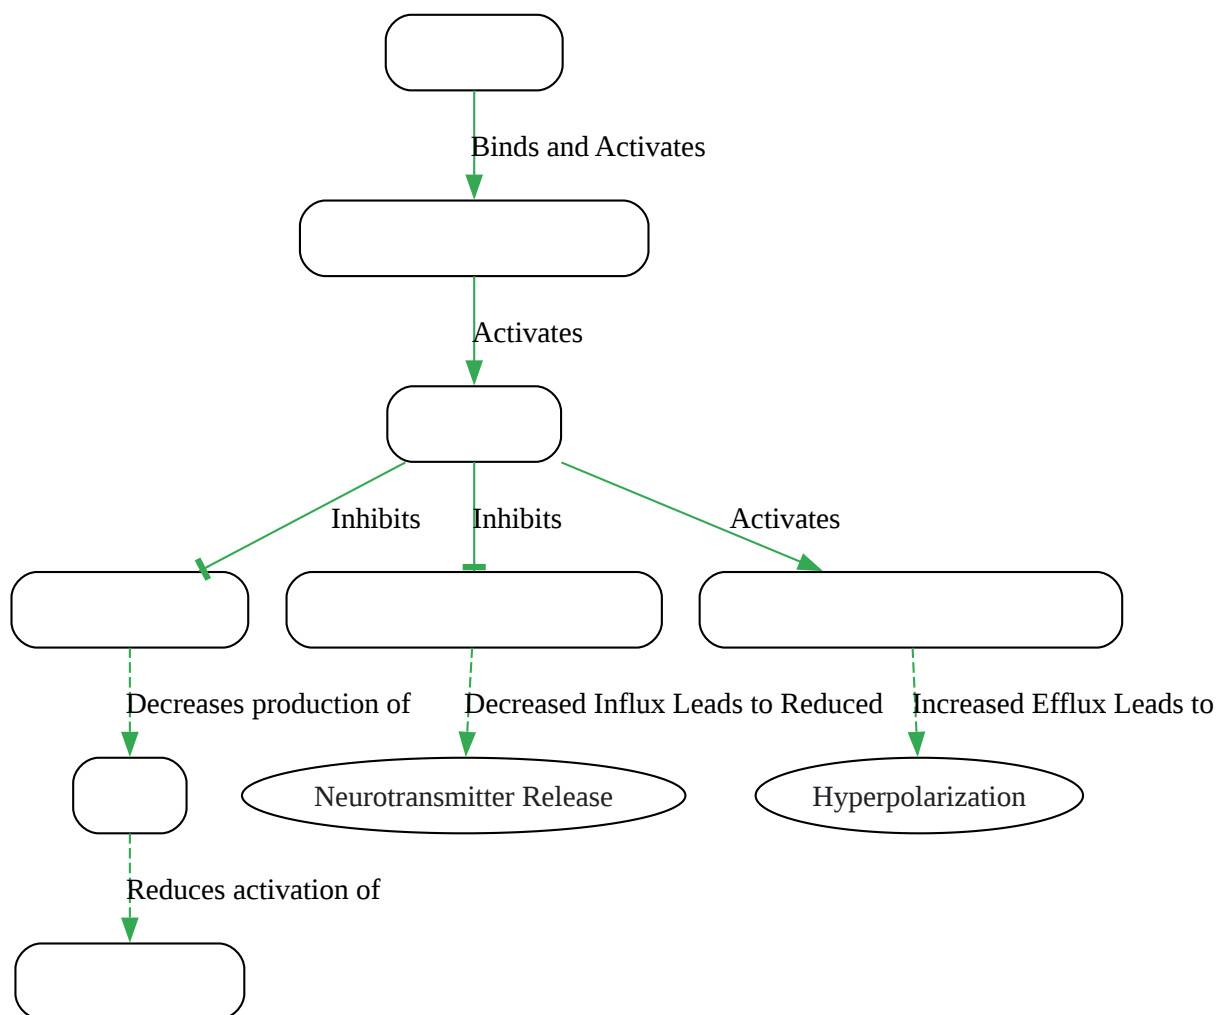 Binds and Activates
Activates
Inhibits
Inhibits
Activates
Decreases production of
Decreased Influx Leads to Reduced
Increased Efflux Leads to
Neurotransmitter Release
Hyperpolarization
Reduces activation of